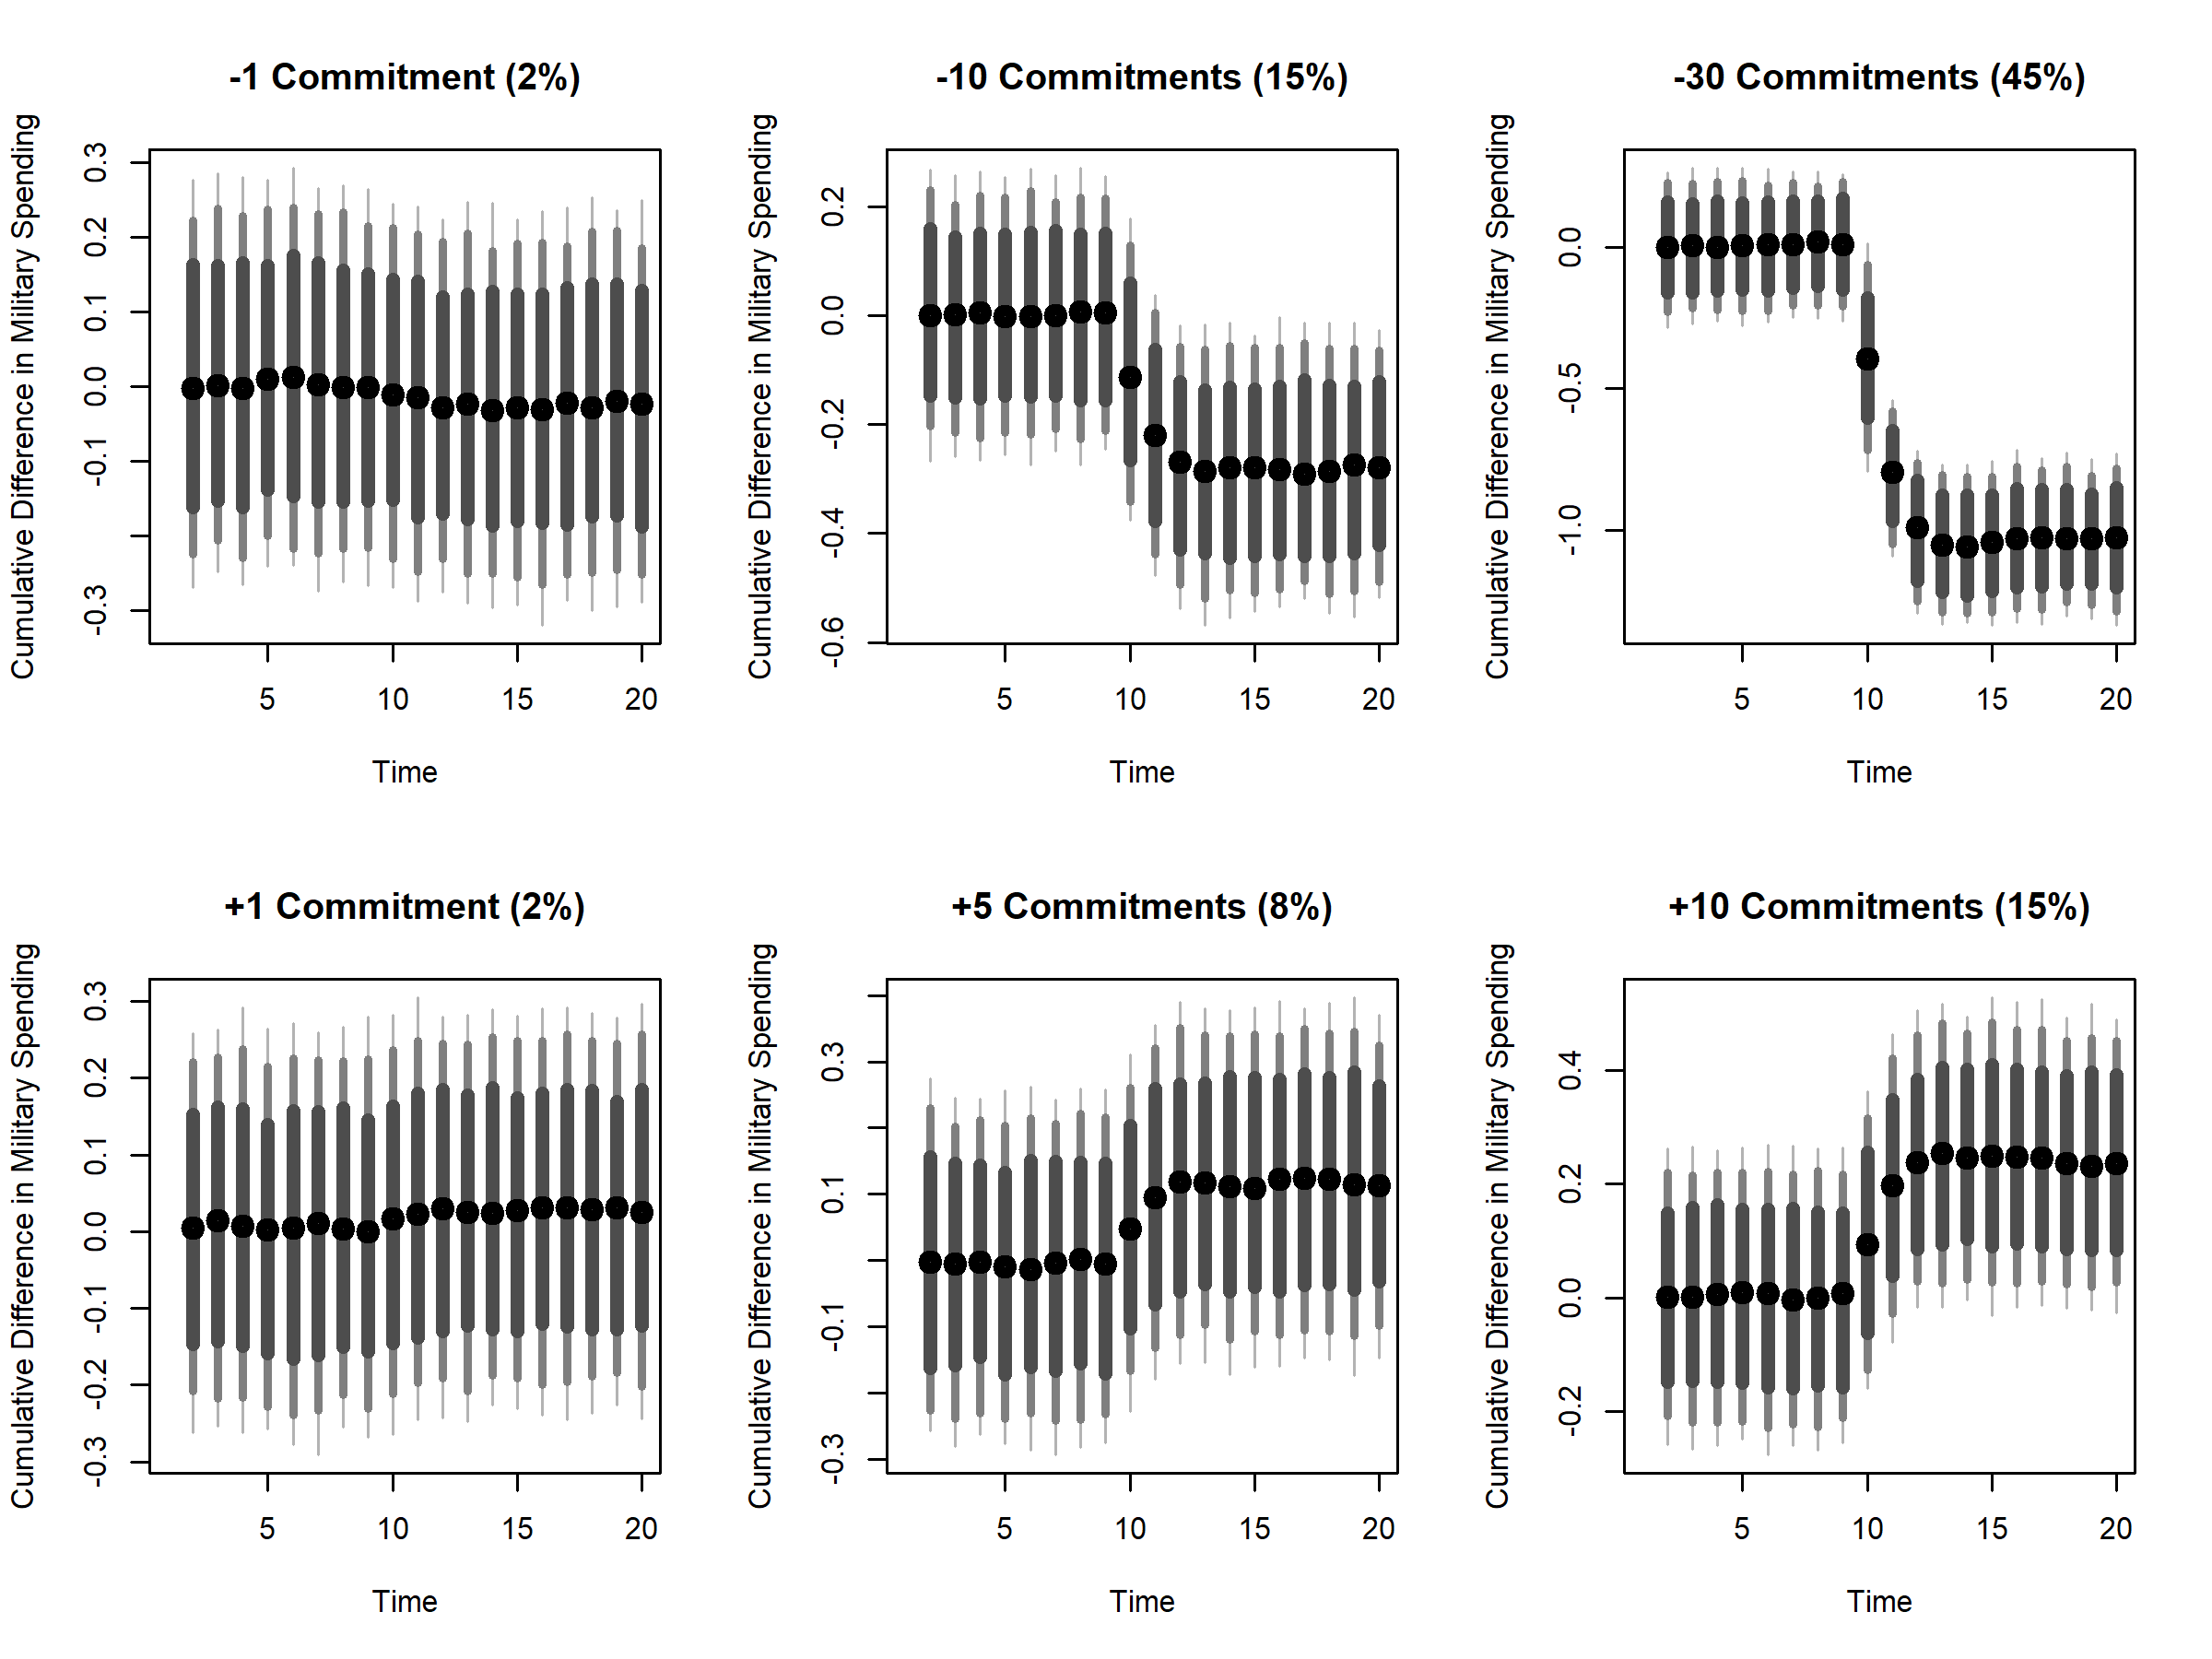 -1 Commitment (2%)
Cumulative Difference in Military Spending
0.3
0.2
0.1
0.0
-0.1
-0.3
5 10 15 20
Time
-10 Commitments (15%)
Cumulative Difference in Military Spending
0.2
0.0
-0.2
-0.4
-0.6
5 10 15 20
Time
-30 Commitments (45%)
Cumulative Difference in Military Spending
0.0
-0.5
-1.0
5 10 15 20
Time
+1 Commitment (2%)
Cumulative Difference in Military Spending
0.3
0.2
0.1
0.0
-0.1
-0.2
-0.3
5 10 15 20
Time
+5 Commitments (8%)
Cumulative Difference in Military Spending
0.3
0.1
-0.1
-0.3
5 10 15 20
Time
+10 Commitments (15%)
Cumulative Difference in Military Spending
0.4
0.2
0.0
-0.2
5 10 15 20
Time